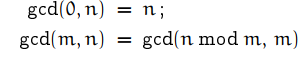 gcd(0, n) = n ;
gcd(m, n) = gcd(n mod m, m)